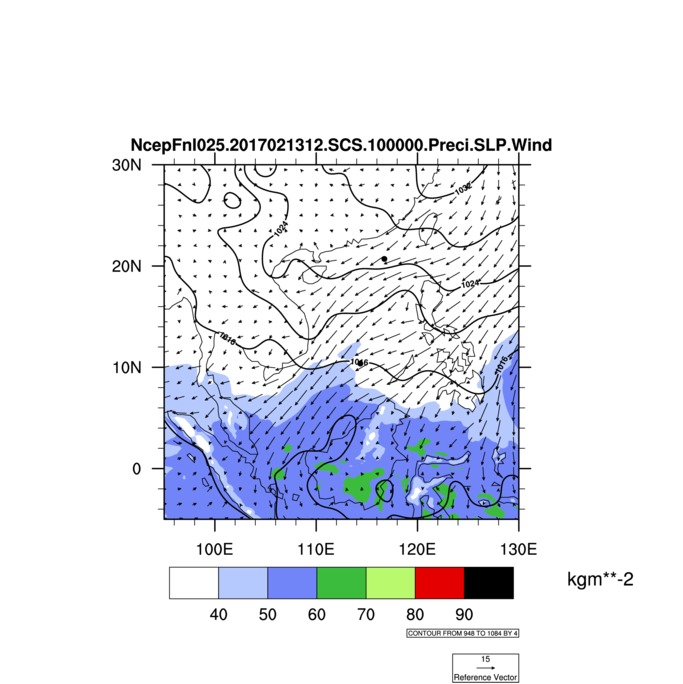 NcepFnl025.2017021312.SCS.100000.Preci.SLP.Wind
30N
20N
10N
0
1032
1024
1024
1016
1016
1016
100E 110E 120E 130E
kgm**-2
40 50 60 70 80 90
CONTOUR FROM 948 TO 1084 BY 4
15
Reference Vector